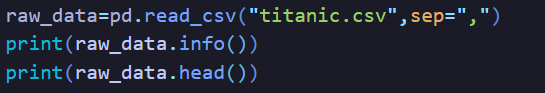 raw_data=pd.read_csv("titanic.csv",sep=",")
print(raw_data.info())
print(raw_data.head())